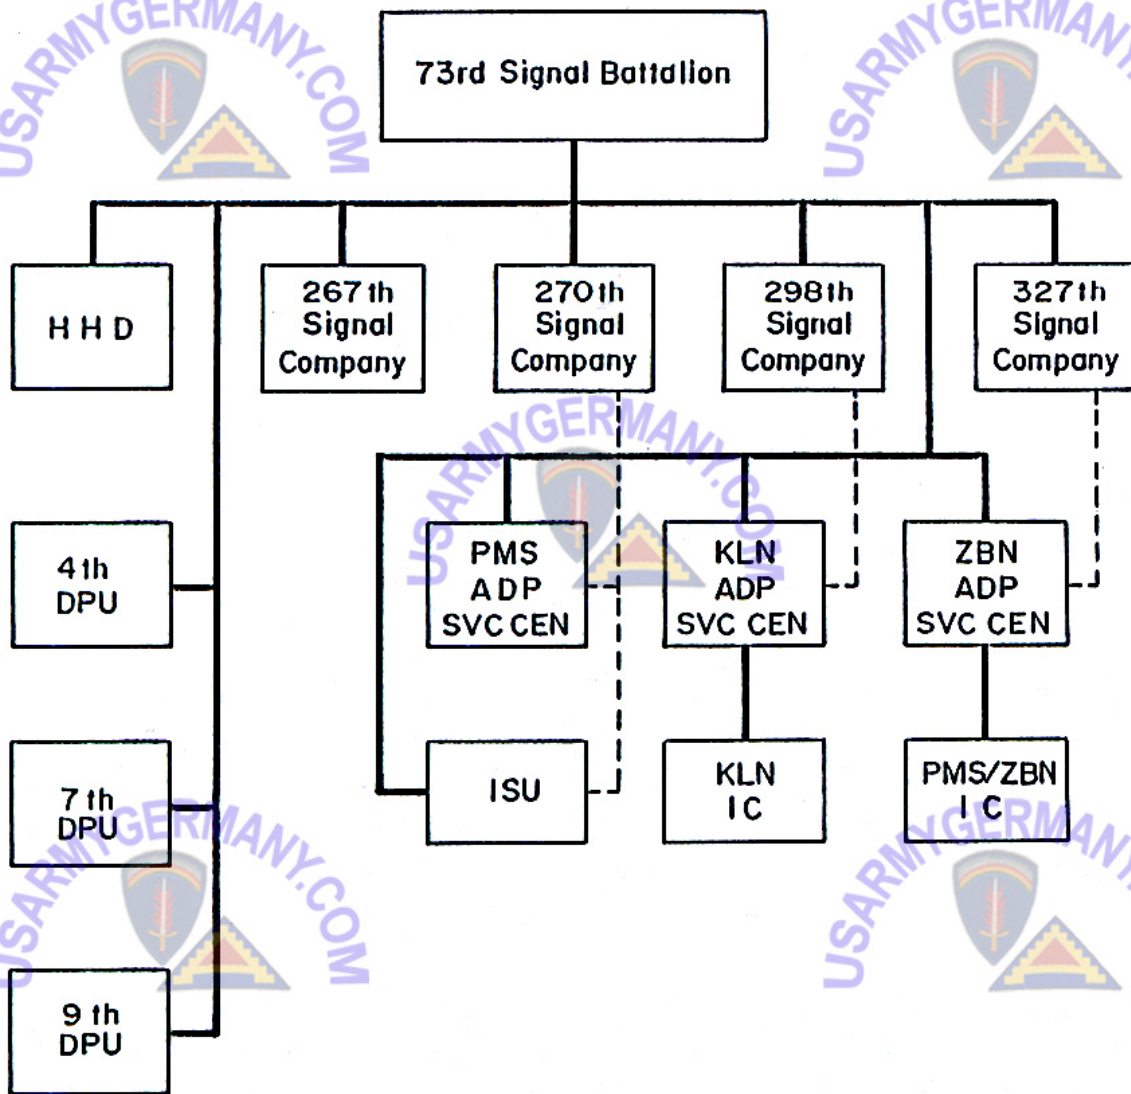 USARMYGERMANY.COM
USARMYGERMANY.COM
73rd Signal Battalion
HHD
267th
Signal
Company
270th
Signal
Company
298th
Signal
Company
327th
Signal
Company
USARMYGERMANY.COM
4th
DPU
PMS
ADP
SVC CEN
KLN
ADP
SVC CEN
ZBN
ADP
SVC CEN
7th
DPU
ISU
KLN
IC
PMS/ZBN
IC
USARMYGERMANY.COM
USARMYGERMANY.COM
9th
DPU